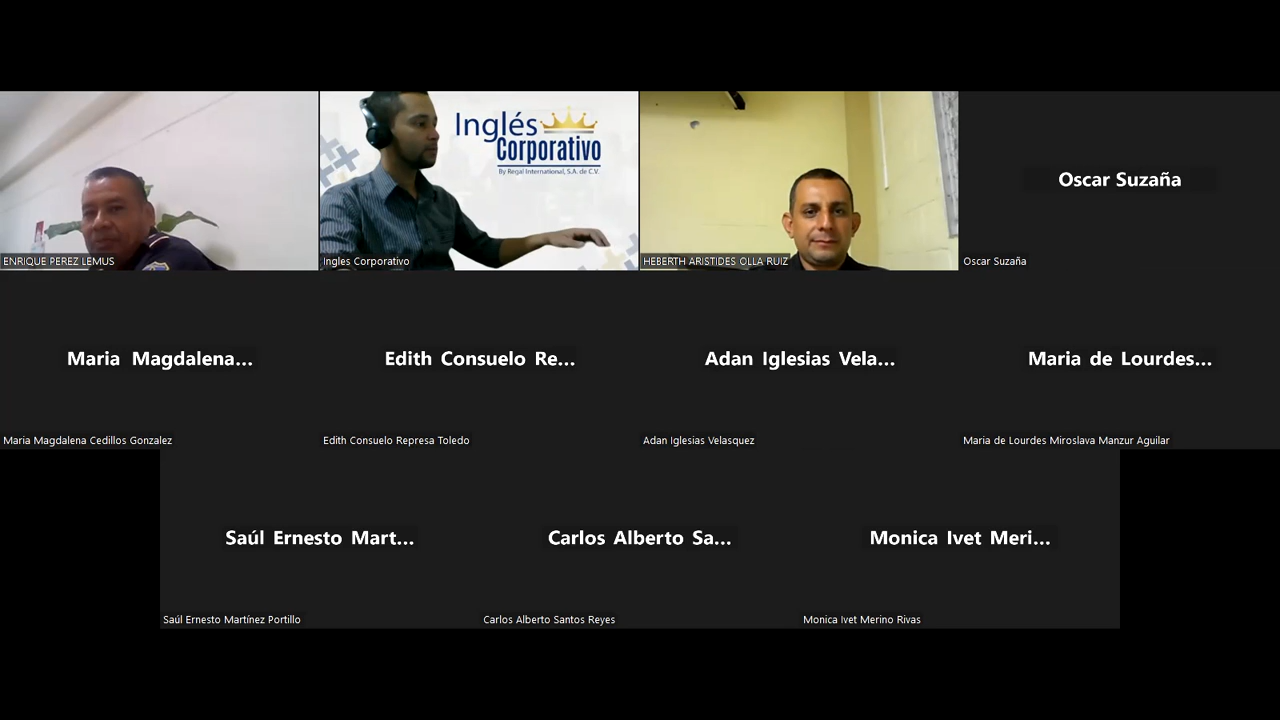 Inglés
Corporativo
By Regal International, S.A. de C.V.
Oscar Suzaña
ENRIQUE PEREZ LEMUS
Ingles Corporativo
HEBERTH ARISTIDES OLLA RUIZ
Oscar Suzaña
Maria Magdalena...
Edith Consuelo Re...
Adan Iglesias Vela...
Maria de Lourdes...
Maria Magdalena Cedillos Gonzalez
Edith Consuelo Represa Toledo
Adan Iglesias Velasquez
Maria de Lourdes Miroslava Manzur Aguilar
Saúl Ernesto Mart...
Carlos Alberto Sa...
Monica Ivet Meri...
Saúl Ernesto Martínez Portillo
Carlos Alberto Santos Reyes
Monica Ivet Merino Rivas